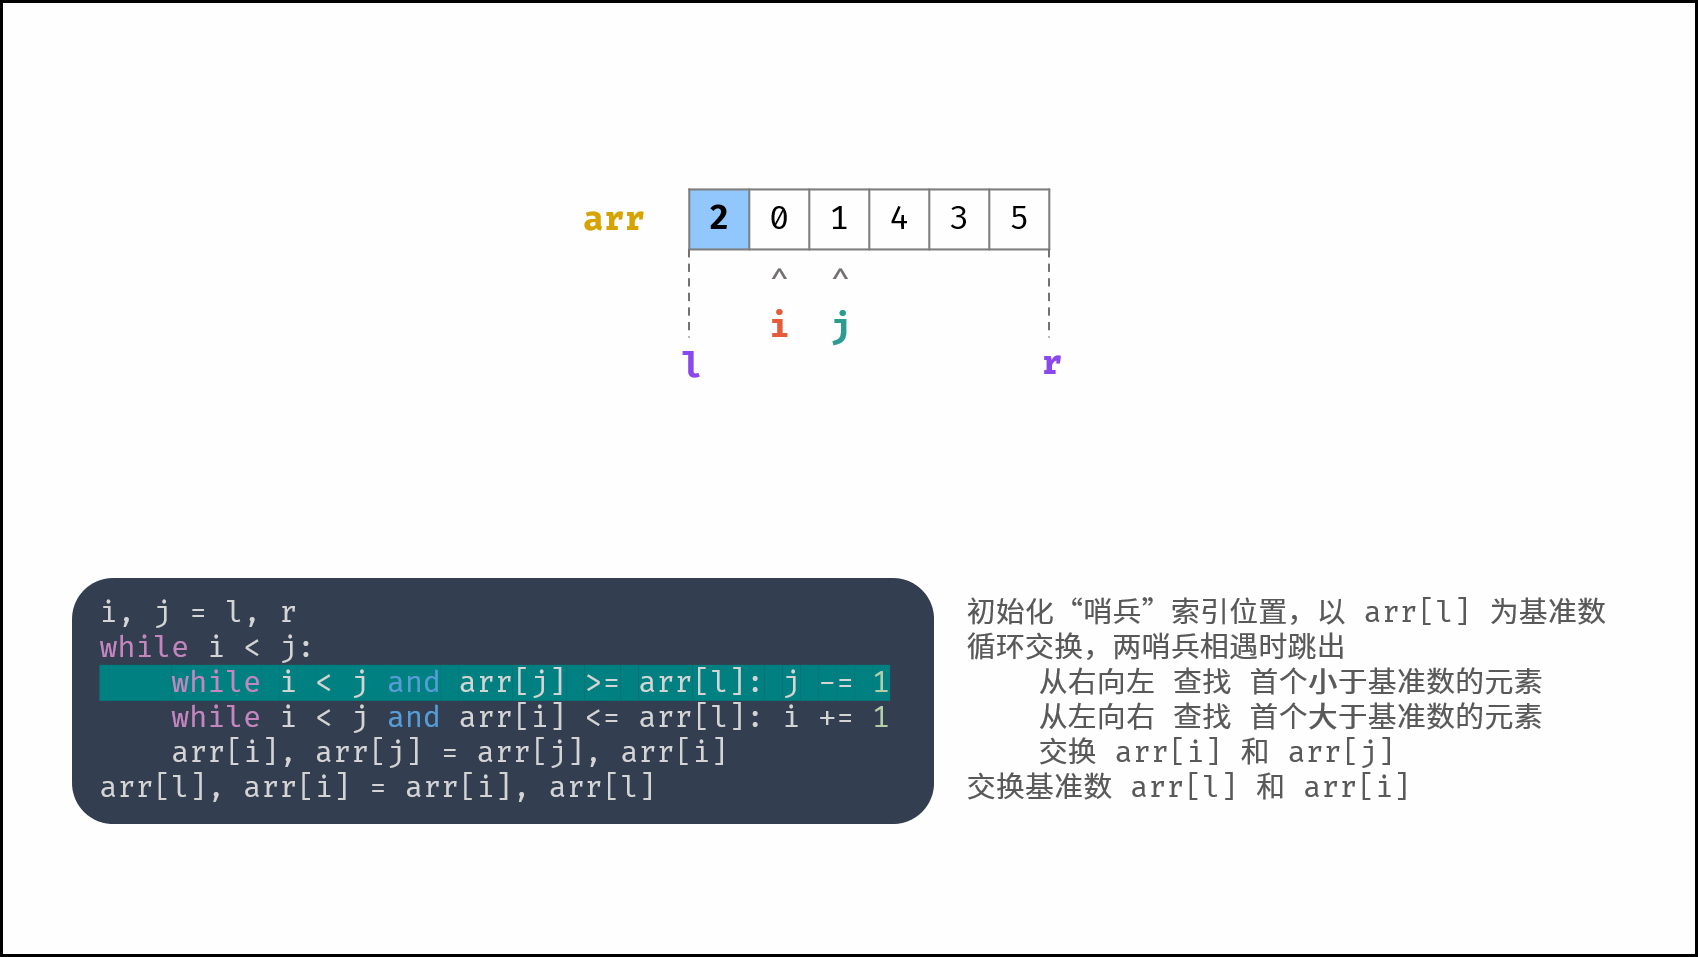 arr 2 0 1 4 3 5
^ ^
i j
l r
i, j = l, r
while i < j:
    while i < j and arr[j] >= arr[l]: j -= 1
    while i < j and arr[i] <= arr[l]: i += 1
    arr[i], arr[j] = arr[j], arr[i]
arr[l], arr[i] = arr[i], arr[l]
初始化“哨兵”索引位置，以 arr[l] 为基准数
循环交换，两哨兵相遇时跳出
    从右向左 查找 首个小于基准数的元素
    从左向右 查找 首个大于基准数的元素
    交换 arr[i] 和 arr[j]
交换基准数 arr[l] 和 arr[i]